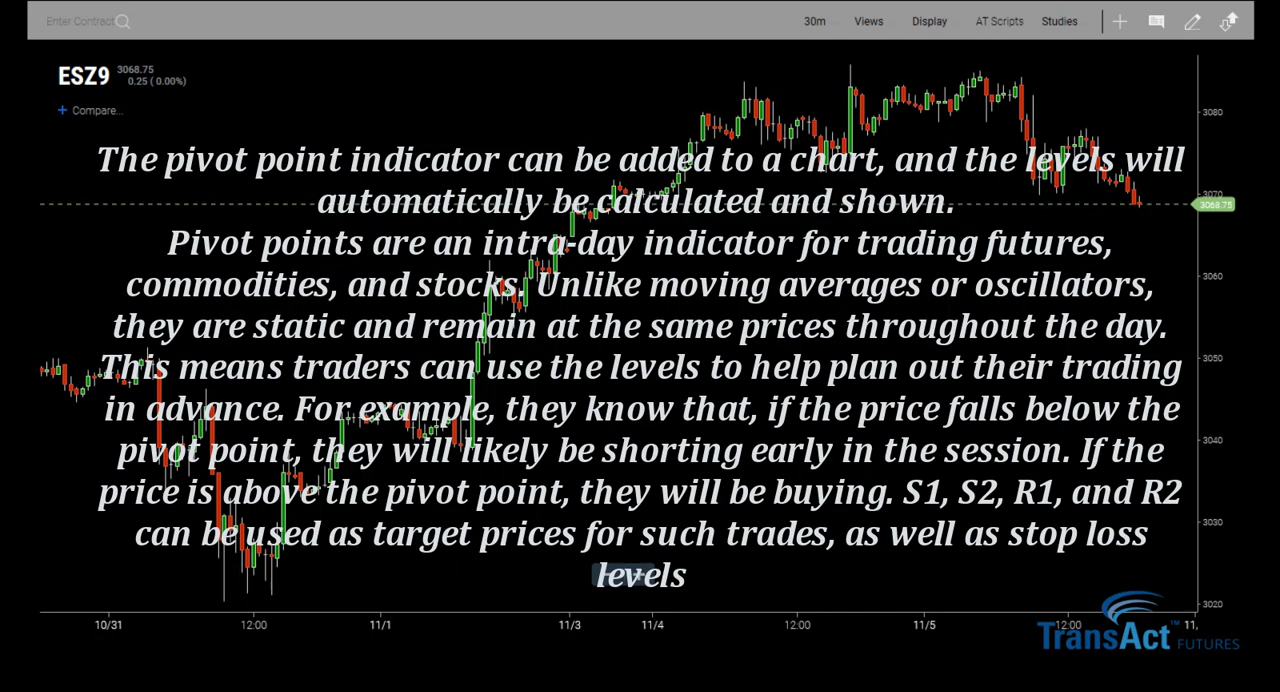 Enter Contract
30m Views Display AT Scripts Studies
ESZ9 3068.75
0.25 ( 0.00%)
+ Compare...
The pivot point indicator can be added to a chart, and the levels will
automatically be calculated and shown.
Pivot points are an intra-day indicator for trading futures,
commodities, and stocks. Unlike moving averages or oscillators,
they are static and remain at the same prices throughout the day.
This means traders can use the levels to help plan out their trading
in advance. For example, they know that, if the price falls below the
pivot point, they will likely be shorting early in the session. If the
price is above the pivot point, they will be buying. S1, S2, R1, and R2
can be used as target prices for such trades, as well as stop loss
levels
3080
3070
3068.75
3060
3050
3040
3030
3020
10/31 12:00 11/1 11/3 11/4 12:00 11/5 12:00 11,
TransAct™ FUTURES